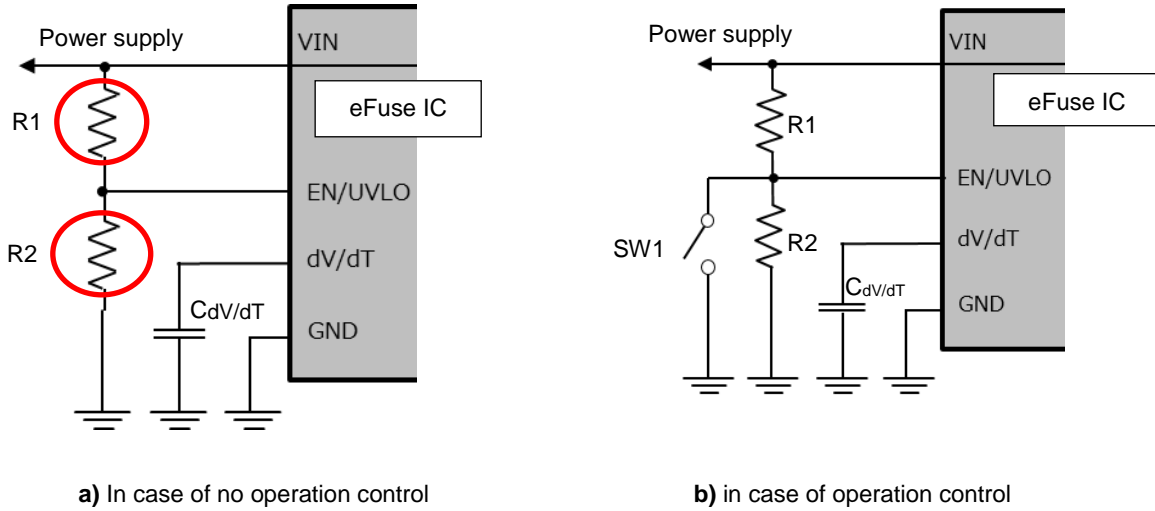 Power supply
VIN
eFuse IC
R1
EN/UVLO
R2
dV/dT
CdV/dT
GND
a) In case of no operation control
Power supply
VIN
eFuse IC
R1
EN/UVLO
SW1
R2
dV/dT
CdV/dT
GND
b) in case of operation control